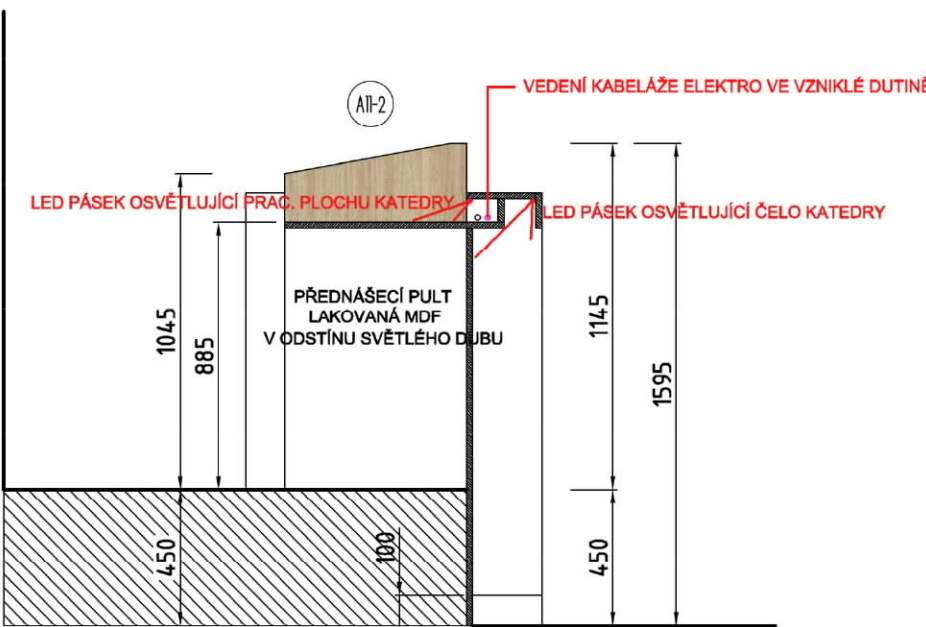 VEDENÍ KABELÁŽE ELEKTRO VE VZNIKLÉ DUTINĚ
A11-2
LED PÁSEK OSVĚTLUJÍCÍ PRAC. PLOCHU KATEDRY
LED PÁSEK OSVĚTLUJÍCÍ ČELO KATEDRY
PŘEDNÁŠECÍ PULT
LAKOVANÁ MDF
V ODSTÍNU SVĚTLÉHO DUBU
1045
885
1145
1595
450
100
450